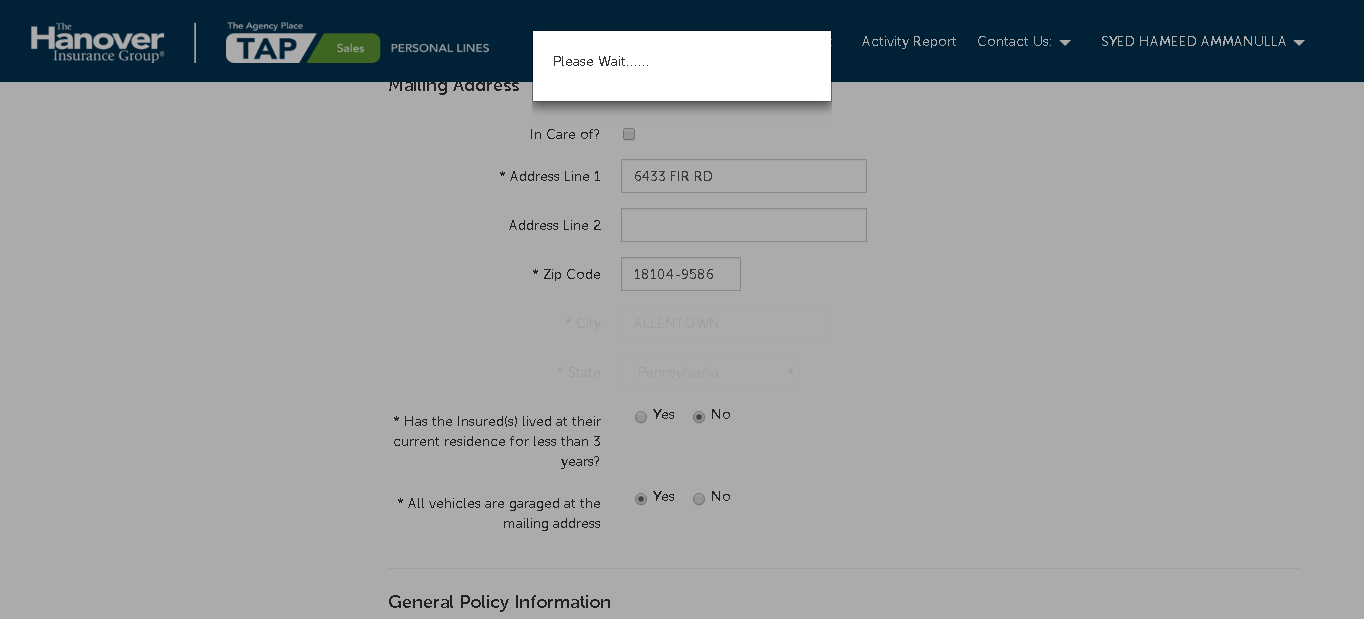 The
Hanover
Insurance Group®
The Agency Place
TAP Sales PERSONAL LINES
Please Wait......
Activity Report Contact Us: SYED HAMEED AMMANULLA
Mailing Address
In Care of?
* Address Line 1 6433 FIR RD
Address Line 2
* Zip Code 18104-9586
* City ALLENTOWN
* State Pennsylvania
* Has the Insured(s) lived at their Yes No
current residence for less than 3
years?
* All vehicles are garaged at the Yes No
mailing address
General Policy Information